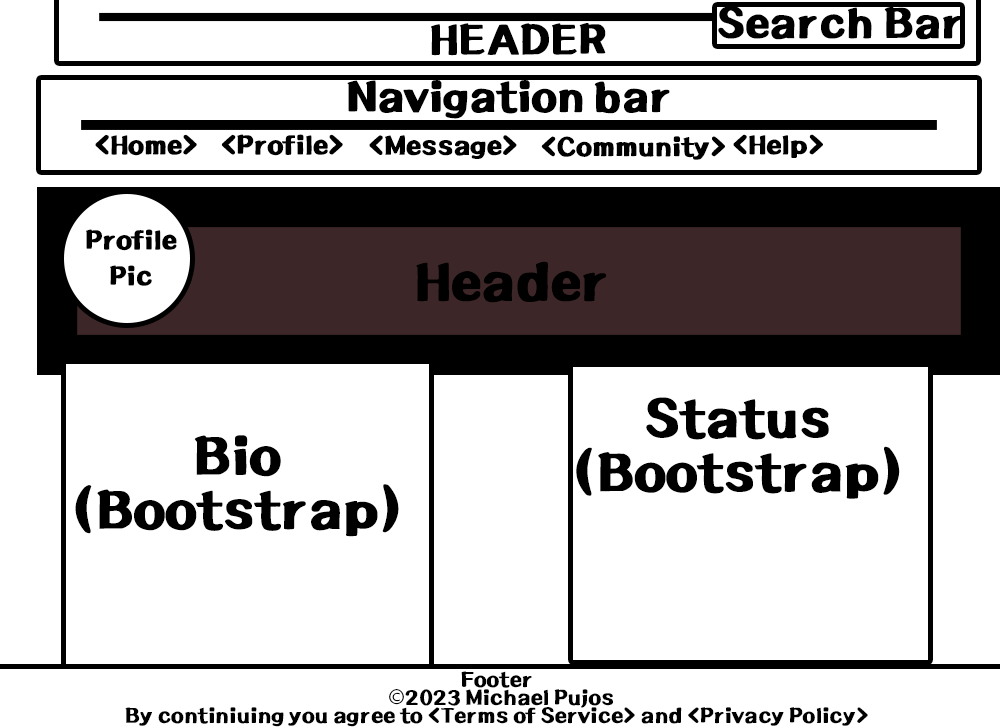 Search Bar
HEADER
Navigation bar
<Home> <Profile> <Message> <Community> <Help>
Profile
Pic
Header
Bio
(Bootstrap)
Status
(Bootstrap)
Footer
©2023 Michael Pujos
By continiuing you agree to <Terms of Service> and <Privacy Policy>